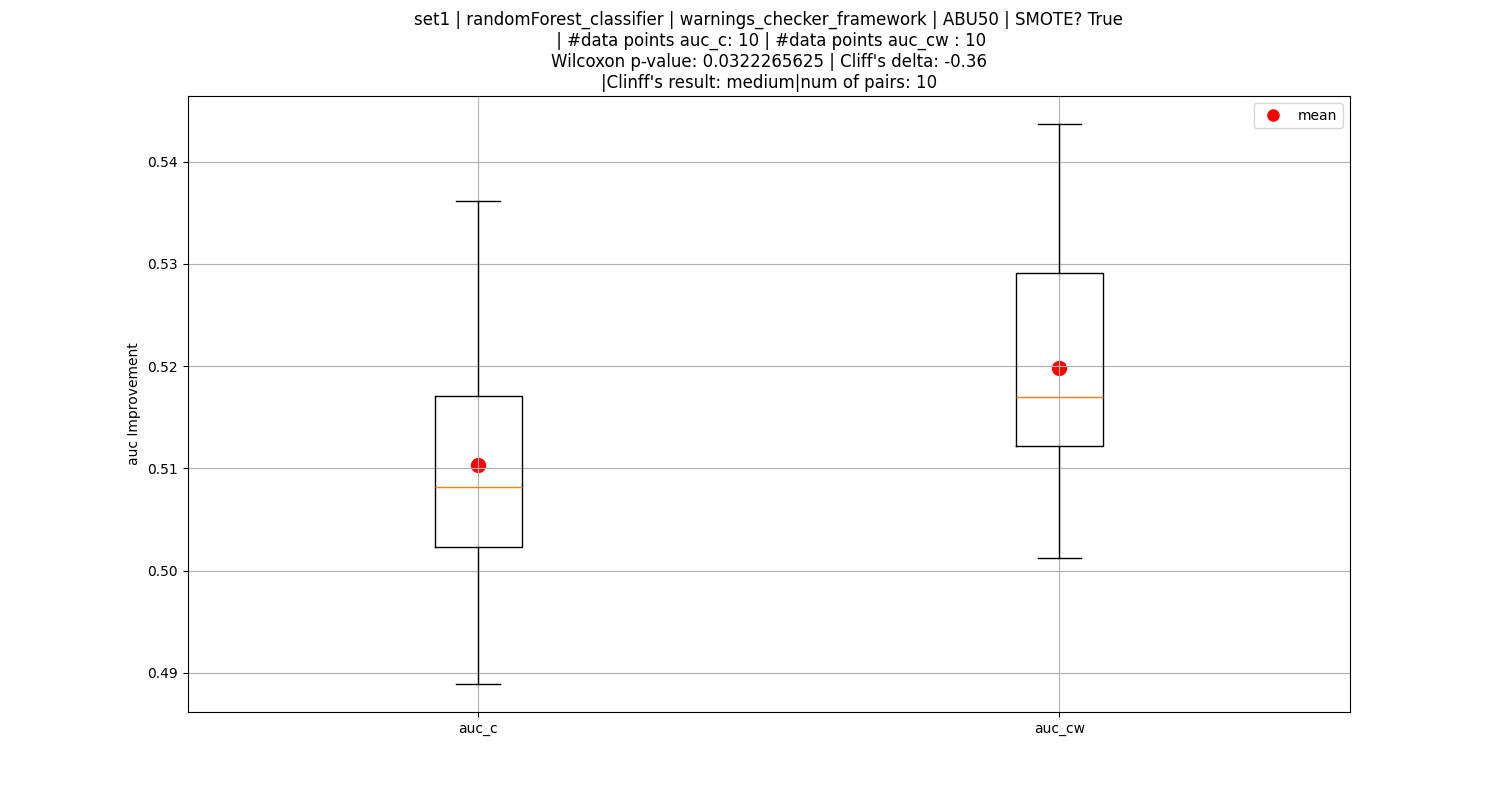 set1 | randomForest_classifier | warnings_checker_framework | ABU50 | SMOTE? True
| #data points auc_c: 10 | #data points auc_cw : 10
Wilcoxon p-value: 0.0322265625 | Cliff's delta: -0.36
|Clinff's result: medium|num of pairs: 10
mean
0.54
0.53
0.52
0.51
0.50
0.49
auc Improvement
auc_c
auc_cw